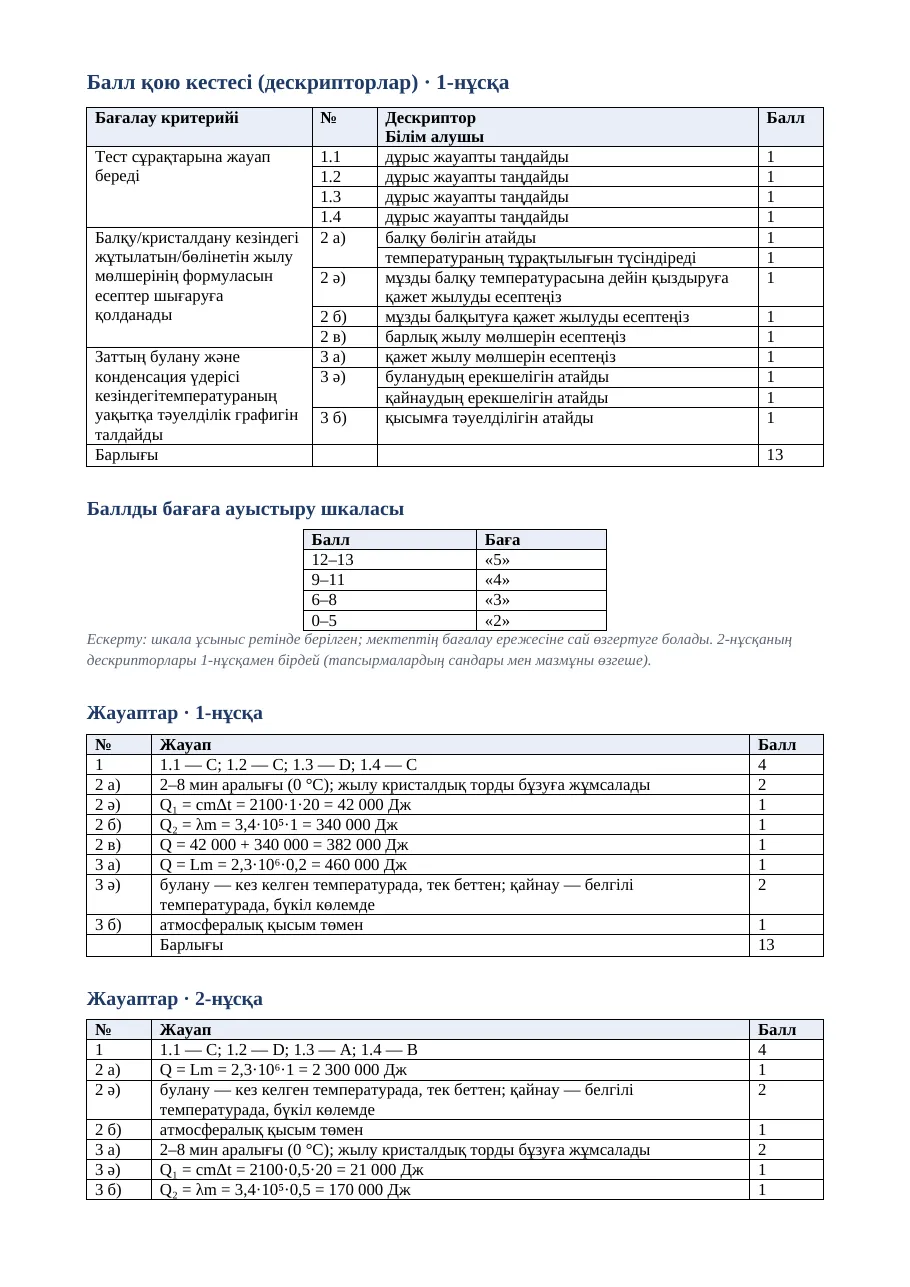 Балл қою кестесі (дескрипторлар) · 1-нұсқа
Бағалау критерийі № Дескриптор Балл
Білім алушы
Тест сұрақтарына жауап 1.1 дұрыс жауапты таңдайды 1
береді 1.2 дұрыс жауапты таңдайды 1
1.3 дұрыс жауапты таңдайды 1
1.4 дұрыс жауапты таңдайды 1
Балқу/кристалдану кезіндегі 2 а) балқу бөлігін атайды 1
жұтылатын/бөлінетін жылу температураның тұрақтылығын түсіндіреді 1
мөлшерінің формуласын 2 ә) мұзды балқу температурасына дейін қыздыруға 1
есептер шығаруға қажет жылуды есептеңіз
қолданады 2 б) мұзды балқытуға қажет жылуды есептеңіз 1
2 в) барлық жылу мөлшерін есептеңіз 1
Заттың булану және 3 а) қажет жылу мөлшерін есептеңіз 1
конденсация үдерісі 3 ә) буланудың ерекшелігін атайды 1
кезіндегітемператураның қайнаудың ерекшелігін атайды 1
уақытқа тәуелділік графигін 3 б) қысымға тәуелділігін атайды 1
талдайды
Барлығы 13
Баллды бағаға ауыстыру шкаласы
Балл Баға
12–13 «5»
9–11 «4»
6–8 «3»
0–5 «2»
Ескерту: шкала ұсыныс ретінде берілген; мектептің бағалау ережесіне сай өзгертуге болады. 2-нұсқаның
дескрипторлары 1-нұсқамен бірдей (тапсырмалардың сандары мен мазмұны өзгеше).
Жауаптар · 1-нұсқа
№ Жауап Балл
1 1.1 — C; 1.2 — C; 1.3 — D; 1.4 — C 4
2 а) 2–8 мин аралығы (0 °C); жылу кристалдық торды бұзуға жұмсалады 2
2 ә) Q₁ = cmΔt = 2100·1·20 = 42 000 Дж 1
2 б) Q₂ = λm = 3,4·10⁵·1 = 340 000 Дж 1
2 в) Q = 42 000 + 340 000 = 382 000 Дж 1
3 а) Q = Lm = 2,3·10⁶·0,2 = 460 000 Дж 1
3 ә) булану — кез келген температурада, тек беттен; қайнау — белгілі 2
температурада, бүкіл көлемде
3 б) атмосфералық қысым төмен 1
Барлығы 13
Жауаптар · 2-нұсқа
№ Жауап Балл
1 1.1 — C; 1.2 — D; 1.3 — A; 1.4 — B 4
2 а) Q = Lm = 2,3·10⁶·1 = 2 300 000 Дж 1
2 ә) булану — кез келген температурада, тек беттен; қайнау — белгілі 2
температурада, бүкіл көлемде
2 б) атмосфералық қысым төмен 1
3 а) 2–8 мин аралығы (0 °C); жылу кристалдық торды бұзуға жұмсалады 2
3 ә) Q₁ = cmΔt = 2100·0,5·20 = 21 000 Дж 1
3 б) Q₂ = λm = 3,4·10⁵·0,5 = 170 000 Дж 1